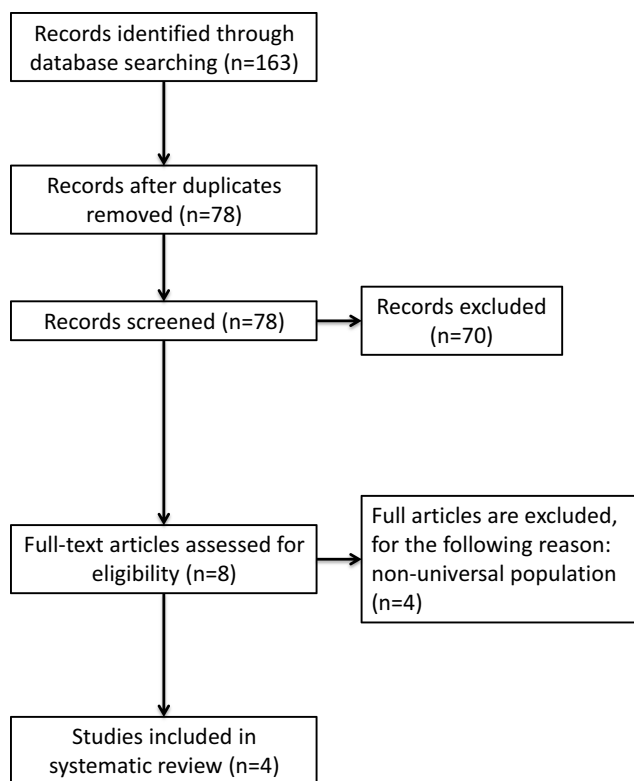 Records identified through
database searching (n=163)
Records after duplicates
removed (n=78)
Records screened (n=78)
Records excluded
(n=70)
Full-text articles assessed for
eligibility (n=8)
Full articles are excluded,
for the following reason:
non-universal population
(n=4)
Studies included in
systematic review (n=4)